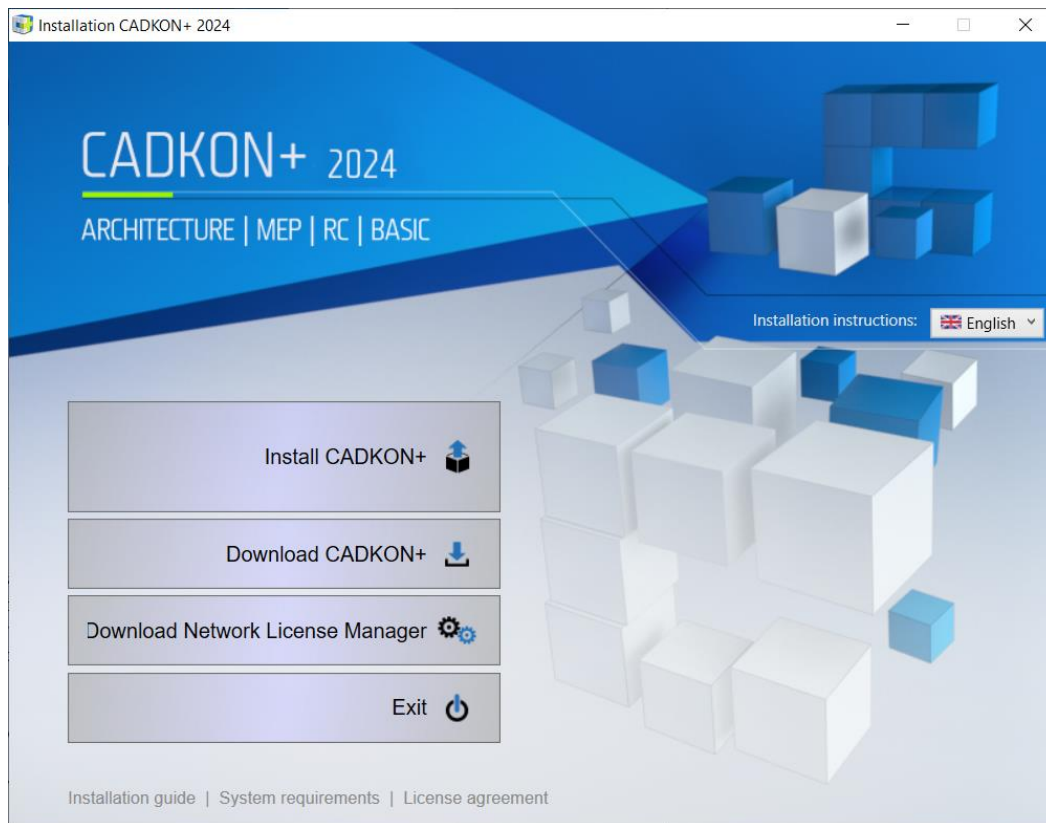 Installation CADKON+ 2024
CADKON+ 2024
ARCHITECTURE | MEP | RC | BASIC
Installation instructions: English
Install CADKON+
Download CADKON+
Download Network License Manager
Exit
Installation guide | System requirements | License agreement